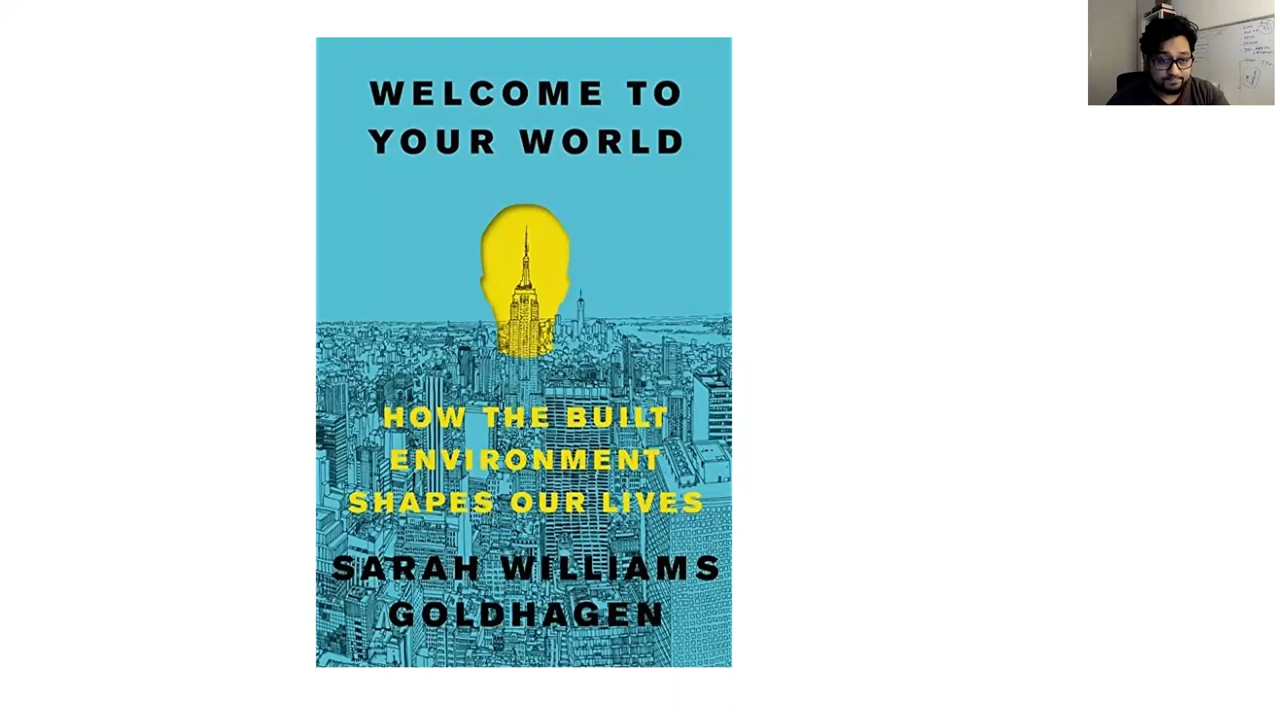 WELCOME TO
YOUR WORLD
HOW THE BUILT
ENVIRONMENT
SHAPES OUR LIVES
SARAH WILLIAMS
GOLDHAGEN